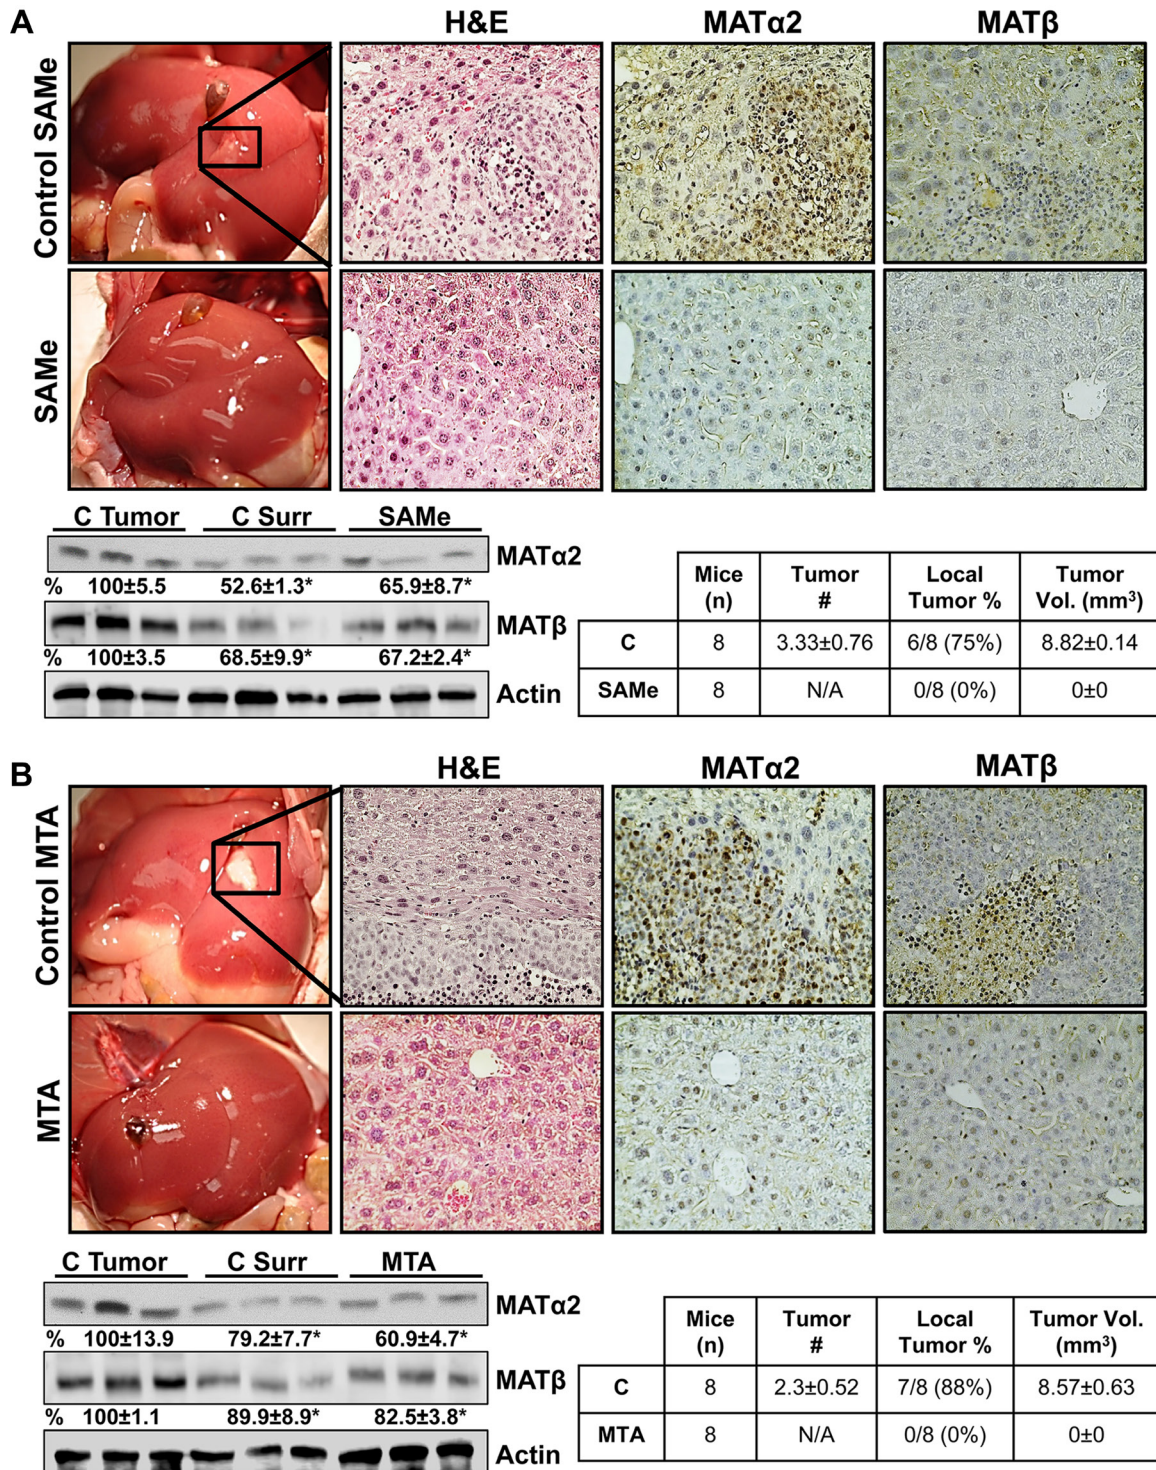 A
H&E
MATα2
MATβ
Control SAMe
SAMe
C Tumor C Surr SAMe
MATα2
% 100±5.5 52.6±1.3* 65.9±8.7*
MATβ
% 100±3.5 68.5±9.9* 67.2±2.4*
Actin
Mice (n) Tumor # Local Tumor % Tumor Vol. (mm³)
C 8 3.33±0.76 6/8 (75%) 8.82±0.14
SAMe 8 N/A 0/8 (0%) 0±0
B
H&E
MATα2
MATβ
Control MTA
MTA
C Tumor C Surr MTA
MATα2
% 100±13.9 79.2±7.7* 60.9±4.7*
MATβ
% 100±1.1 89.9±8.9* 82.5±3.8*
Actin
Mice (n) Tumor # Local Tumor % Tumor Vol. (mm³)
C 8 2.3±0.52 7/8 (88%) 8.57±0.63
MTA 8 N/A 0/8 (0%) 0±0